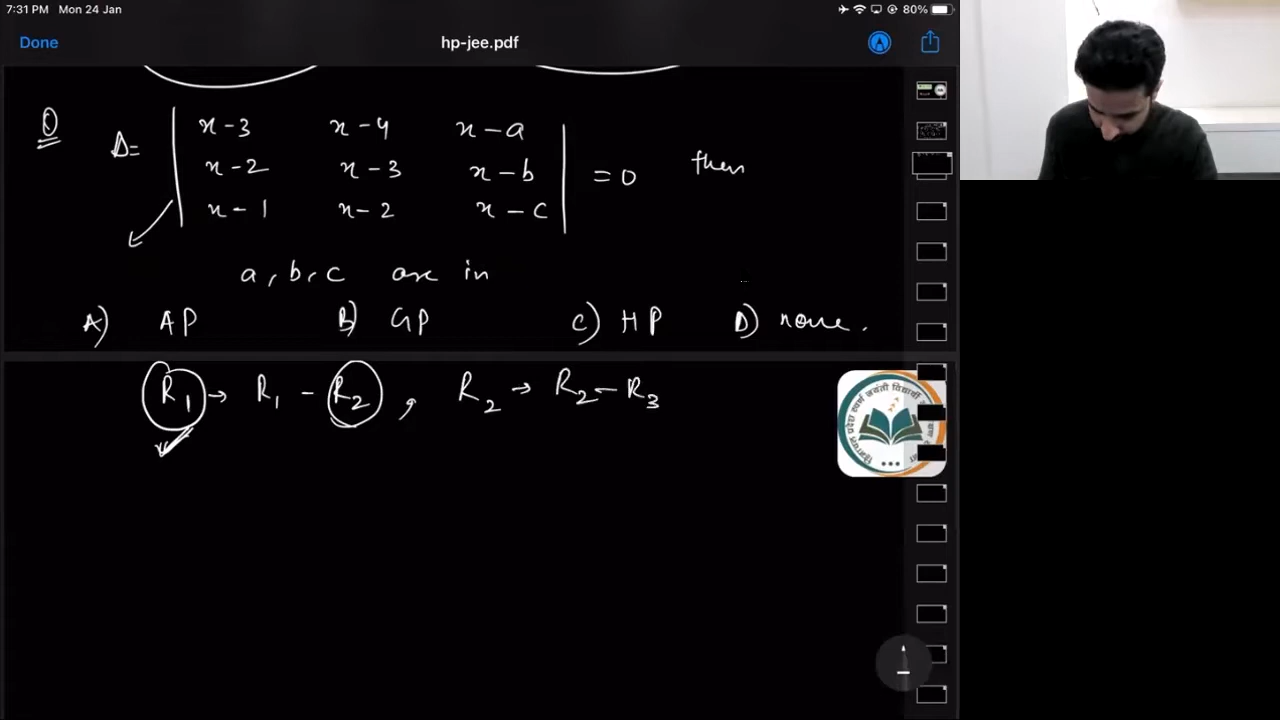 7:31 PM Mon 24 Jan
80%
Done
hp-jee.pdf
Q
Δ= | x-3 x-4 x-a |
| x-2 x-3 x-b | = 0 then
| x-1 x-2 x-c |
a, b, c are in
A) AP B) GP C) HP D) none.
R₁ → R₁ - R₂ , R₂ → R₂ - R₃